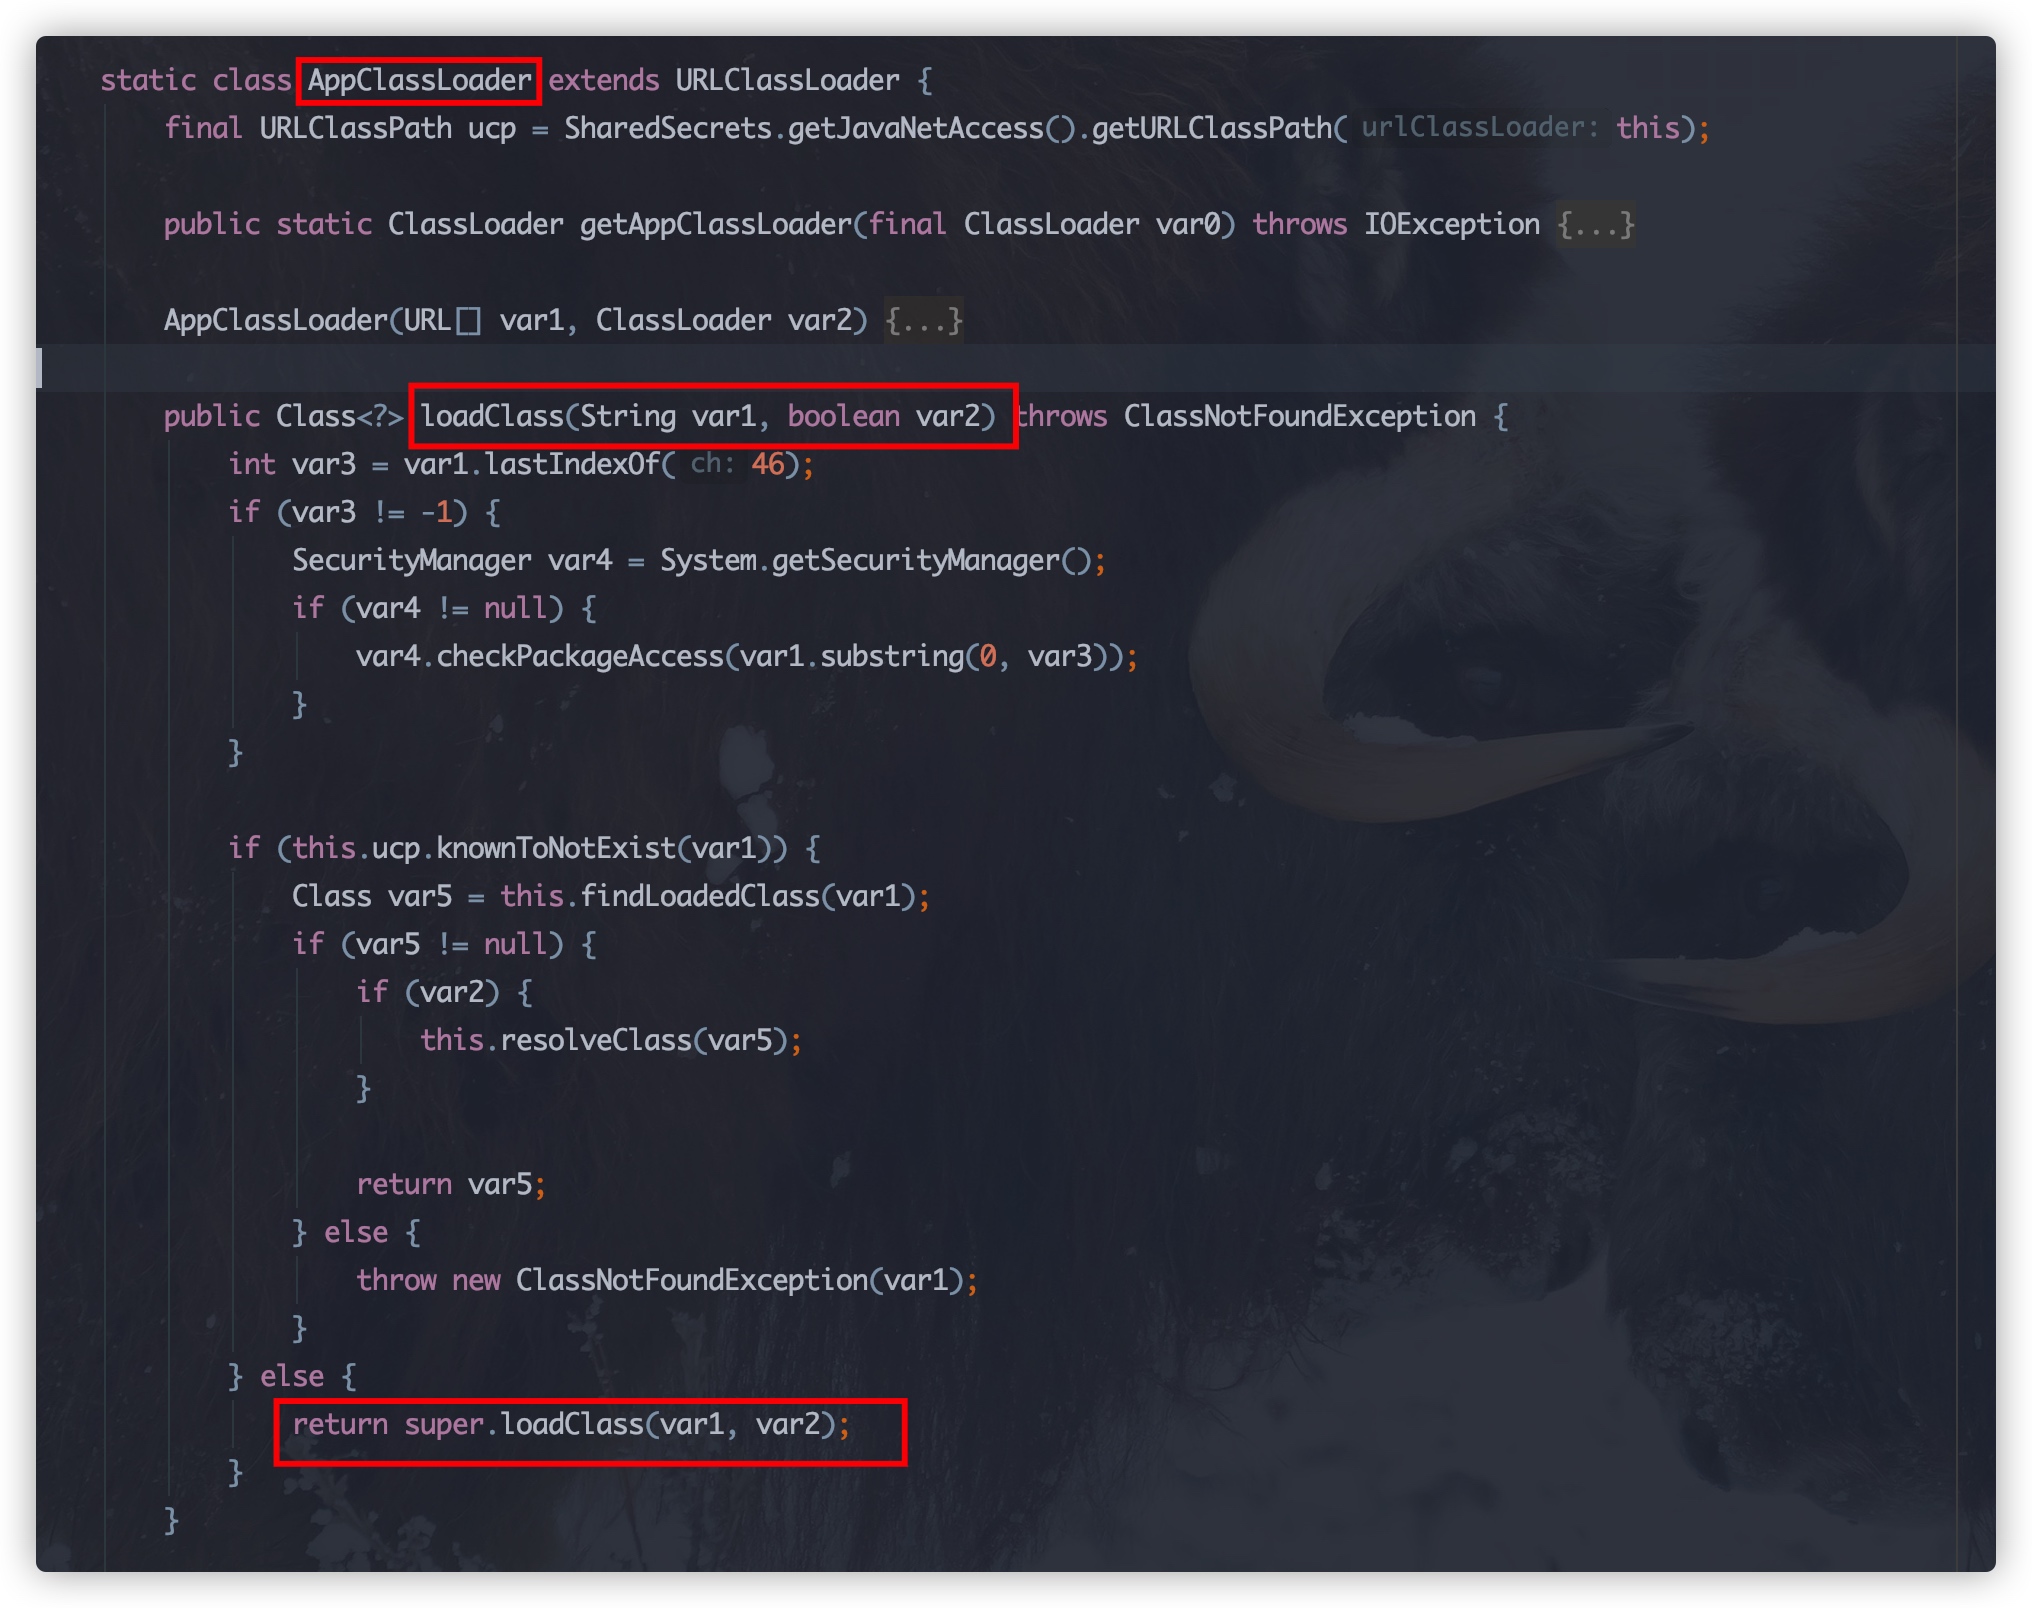 static class AppClassLoader extends URLClassLoader {
final URLClassPath ucp = SharedSecrets.getJavaNetAccess().getURLClassPath( urlClassLoader: this);
public static ClassLoader getAppClassLoader(final ClassLoader var0) throws IOException {...}
AppClassLoader(URL[] var1, ClassLoader var2) {...}
public Class<?> loadClass(String var1, boolean var2) throws ClassNotFoundException {
int var3 = var1.lastIndexOf( ch: 46);
if (var3 != -1) {
SecurityManager var4 = System.getSecurityManager();
if (var4 != null) {
var4.checkPackageAccess(var1.substring(0, var3));
}
}
if (this.ucp.knownToNotExist(var1)) {
Class var5 = this.findLoadedClass(var1);
if (var5 != null) {
if (var2) {
this.resolveClass(var5);
}
return var5;
} else {
throw new ClassNotFoundException(var1);
}
} else {
return super.loadClass(var1, var2);
}
}